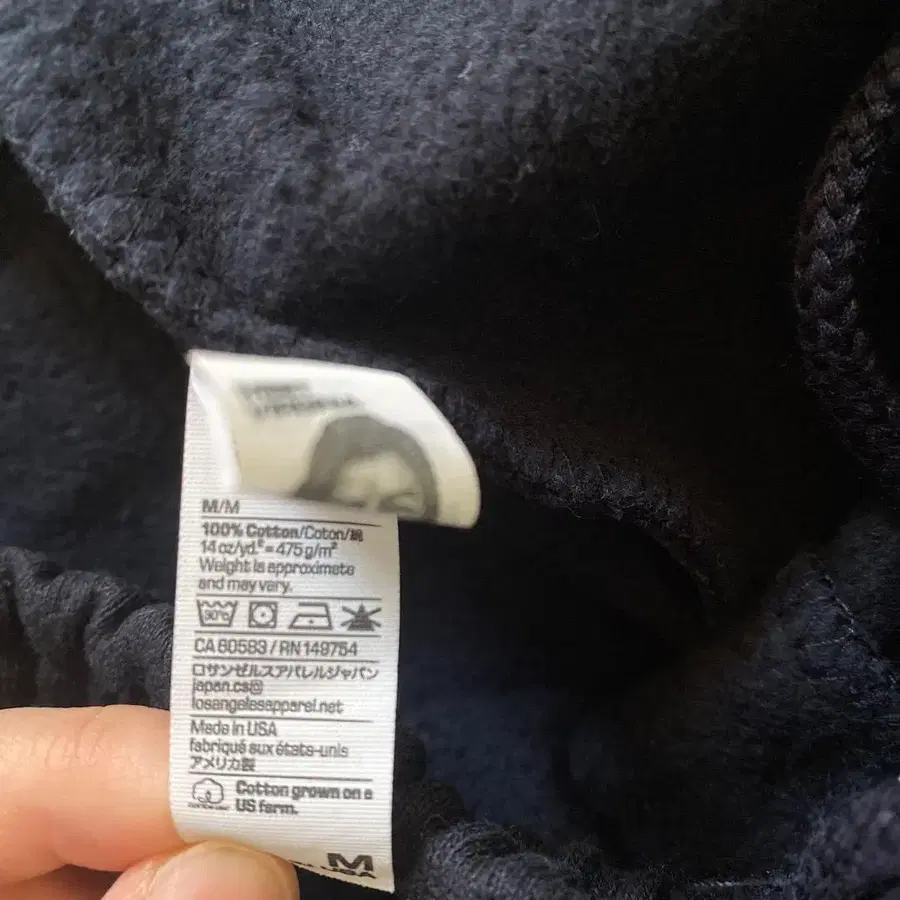 M/M
100% Cotton/Coton/綿
14 oz/yd.² = 475 g/m²
Weight is approximate
and may vary.
30°C
CA 60583 / RN 149754
ロサンゼルスアパレルジャパン
japan.cs@
losangelesapparel.net
Made in USA
fabriqué aux états-unis
アメリカ製
Cotton grown on a
US farm.
M
USA